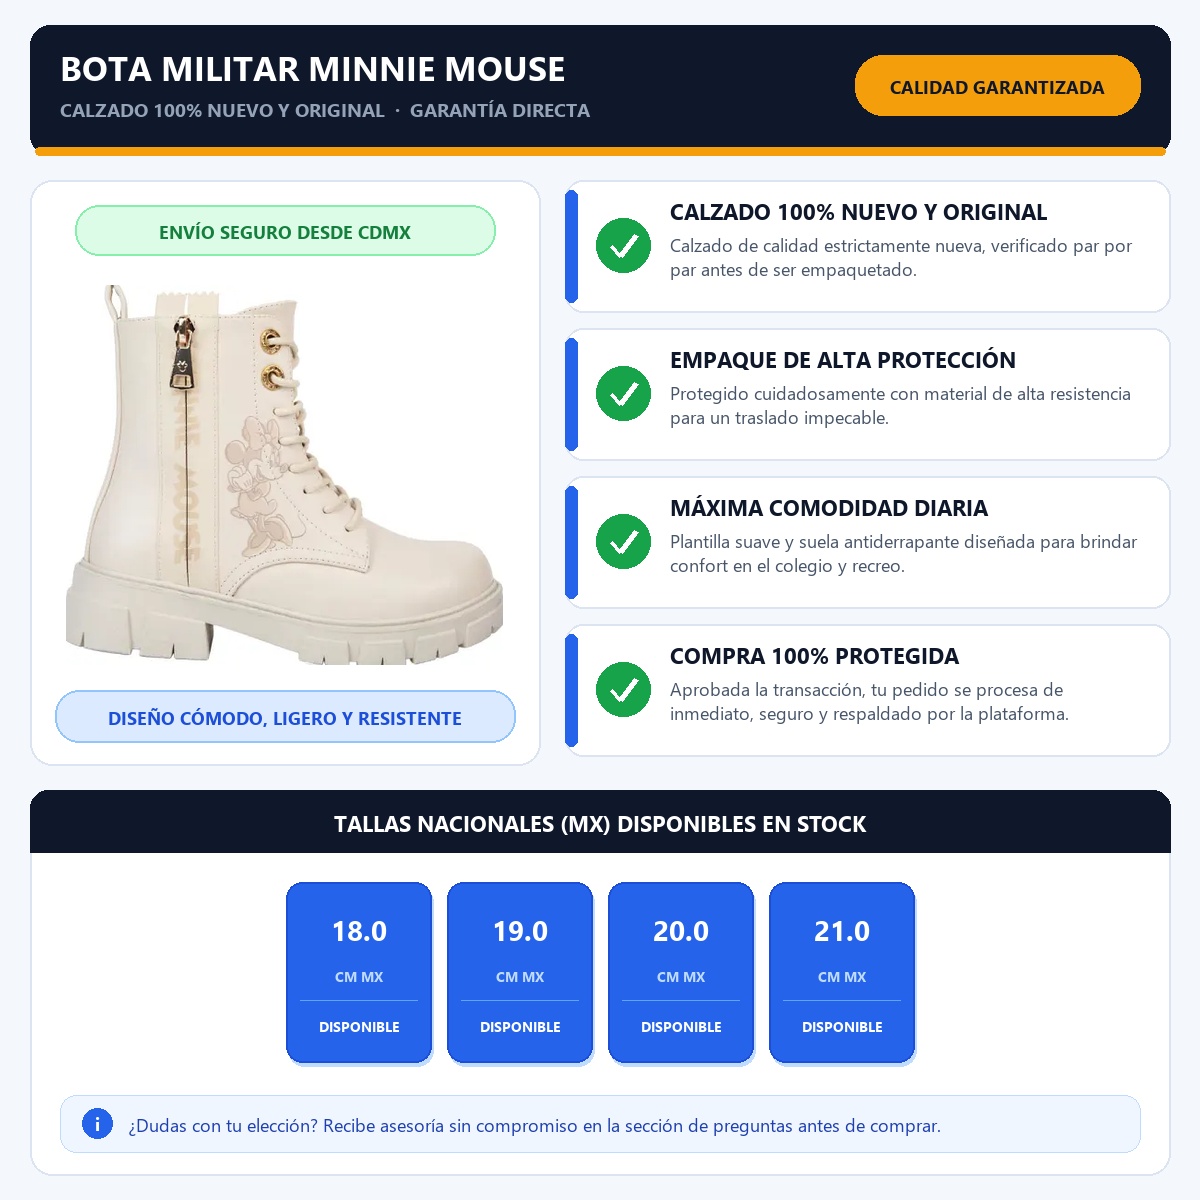 BOTA MILITAR MINNIE MOUSE
CALZADO 100% NUEVO Y ORIGINAL · GARANTÍA DIRECTA
CALIDAD GARANTIZADA
ENVÍO SEGURO DESDE CDMX
MINNIE MOUSE
DISEÑO CÓMODO, LIGERO Y RESISTENTE
CALZADO 100% NUEVO Y ORIGINAL
Calzado de calidad estrictamente nueva, verificado par por
par antes de ser empaquetado.
EMPAQUE DE ALTA PROTECCIÓN
Protegido cuidadosamente con material de alta resistencia
para un traslado impecable.
MÁXIMA COMODIDAD DIARIA
Plantilla suave y suela antiderrapante diseñada para brindar
confort en el colegio y recreo.
COMPRA 100% PROTEGIDA
Aprobada la transacción, tu pedido se procesa de
inmediato, seguro y respaldado por la plataforma.
TALLAS NACIONALES (MX) DISPONIBLES EN STOCK
18.0
CM MX
DISPONIBLE
19.0
CM MX
DISPONIBLE
20.0
CM MX
DISPONIBLE
21.0
CM MX
DISPONIBLE
¿Dudas con tu elección? Recibe asesoría sin compromiso en la sección de preguntas antes de comprar.